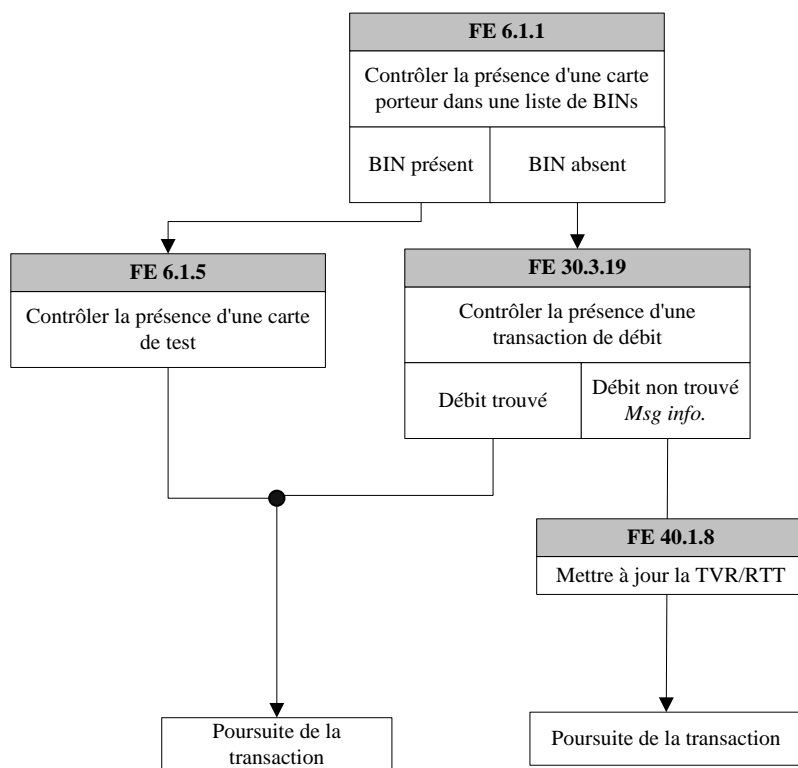 FE 6.1.1
Contrôler la présence d'une carte
porteur dans une liste de BINs
BIN présent
BIN absent
FE 6.1.5
Contrôler la présence d'une carte
de test
FE 30.3.19
Contrôler la présence d'une
transaction de débit
Débit trouvé
Débit non trouvé
Msg info.
FE 40.1.8
Mettre à jour la TVR/RTT
Poursuite de la
transaction
Poursuite de la transaction